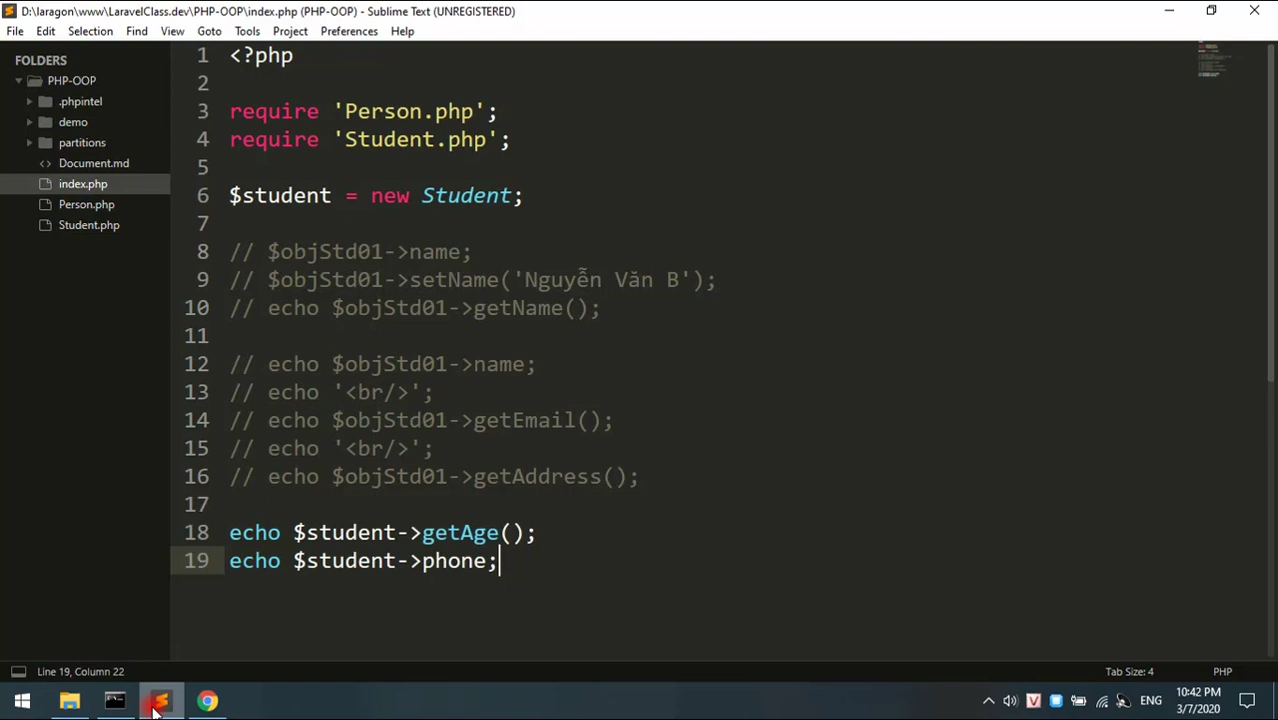 D:\laragon\www\LaravelClass.dev\PHP-OOP\index.php (PHP-OOP) - Sublime Text (UNREGISTERED)
File Edit Selection Find View Goto Tools Project Preferences Help
FOLDERS
PHP-OOP
.phpintel
demo
partitions
Document.md
index.php
Person.php
Student.php
1 <?php
2
3 require 'Person.php';
4 require 'Student.php';
5
6 $student = new Student;
7
8 // $objStd01->name;
9 // $objStd01->setName('Nguyễn Văn B');
10 // echo $objStd01->getName();
11
12 // echo $objStd01->name;
13 // echo '<br/>';
14 // echo $objStd01->getEmail();
15 // echo '<br/>';
16 // echo $objStd01->getAddress();
17
18 echo $student->getAge();
19 echo $student->phone;
Line 19, Column 22
Tab Size: 4
PHP
ENG
10:42 PM
3/7/2020